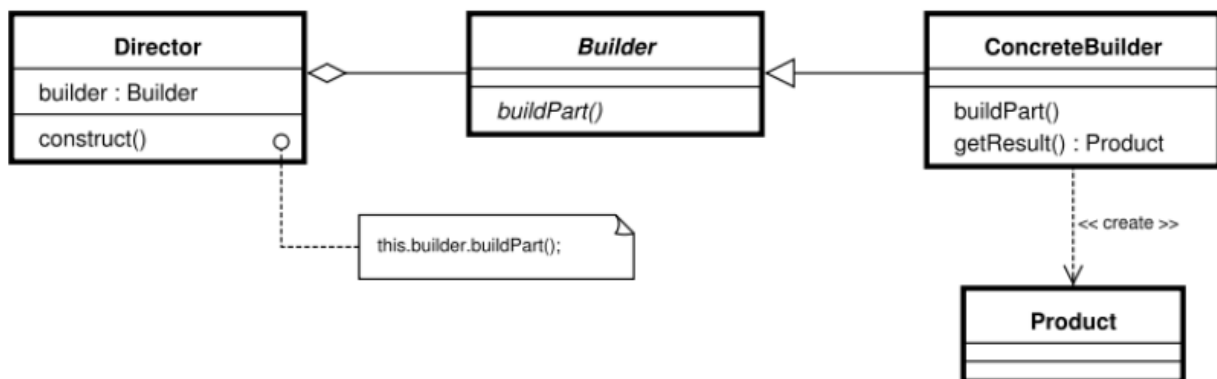 Director
builder : Builder
construct()
this.builder.buildPart();
Builder
buildPart()
ConcreteBuilder
buildPart()
getResult() : Product
<< create >>
Product